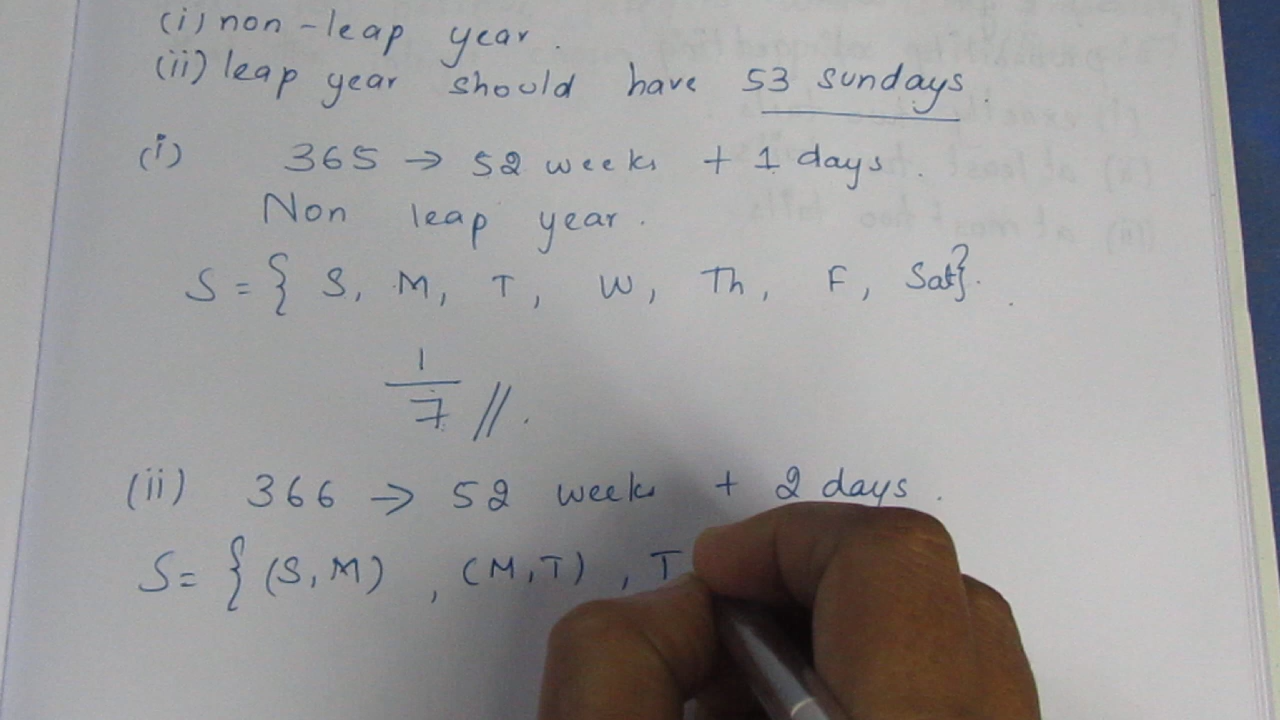 (i) non-leap year.
(ii) leap year should have 53 sundays.
(i) 365 → 52 weeks + 1 days.
Non leap year.
S = { S, M, T, W, Th, F, Sat}.
1/7 //.
(ii) 366 → 52 weeks + 2 days.
S = { (S, M) , (M, T) , T